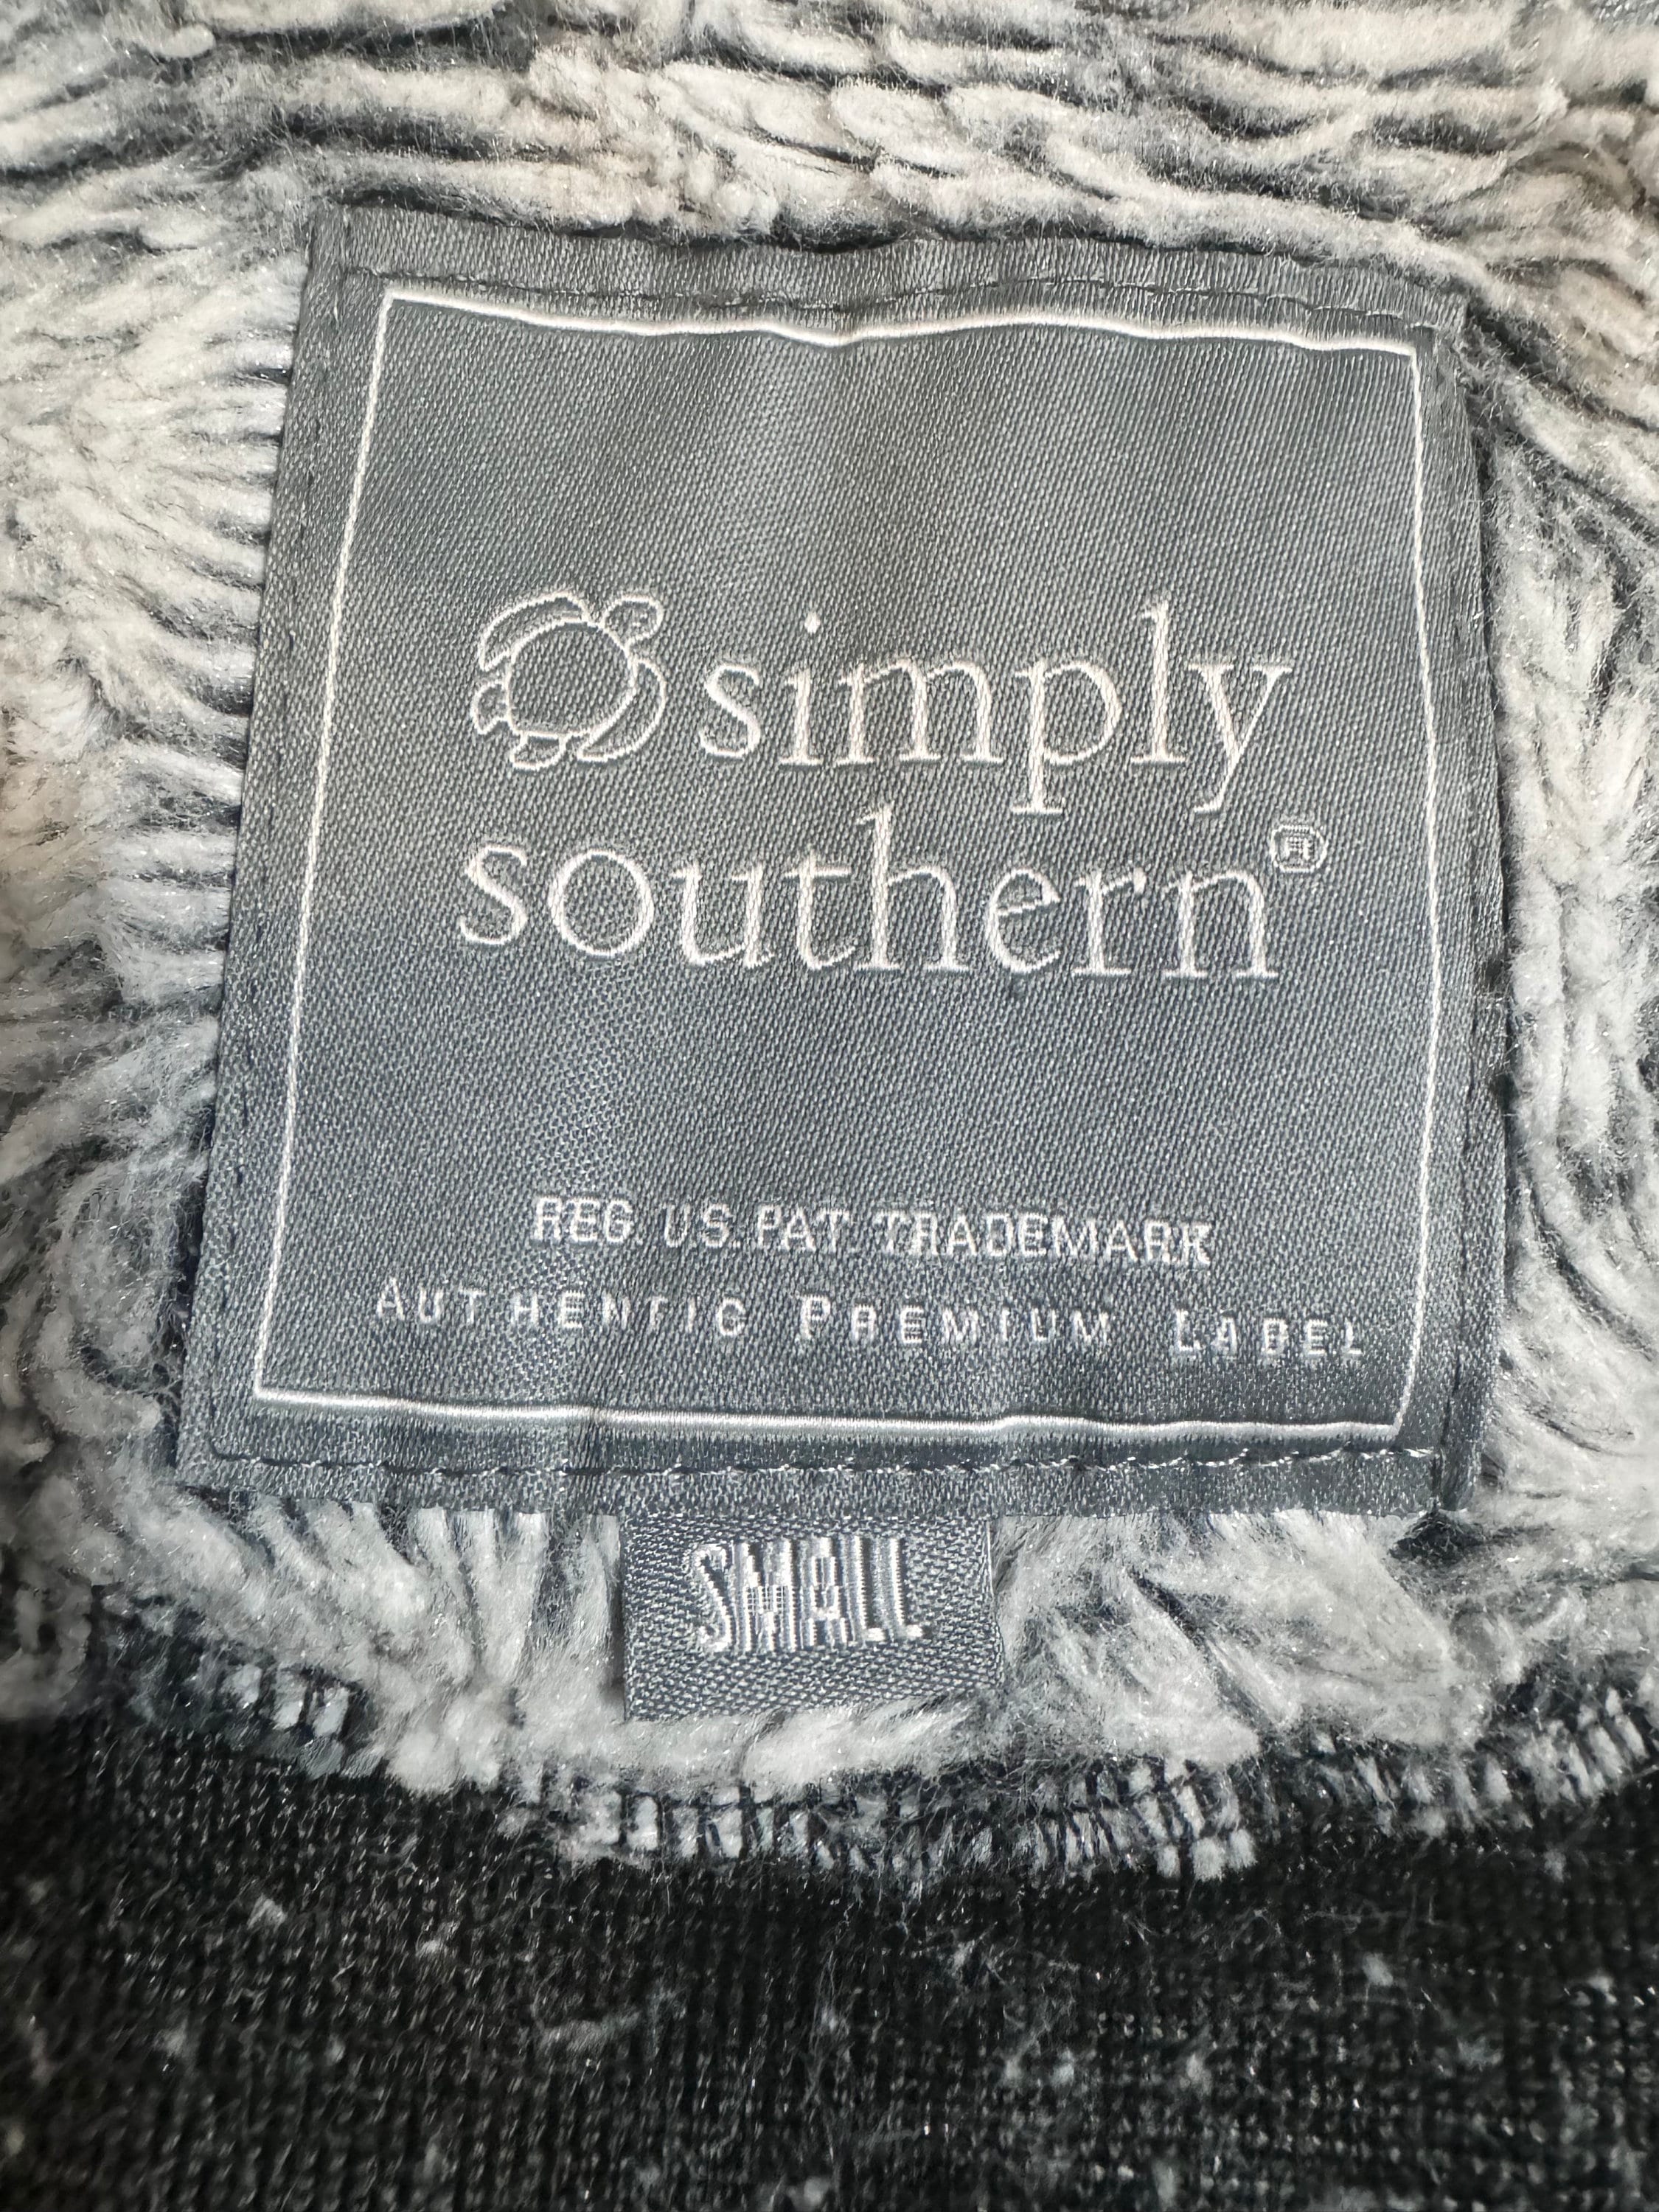 simply
southern®
REG. U.S. PAT. TRADEMARK
AUTHENTIC PREMIUM LABEL
SMALL